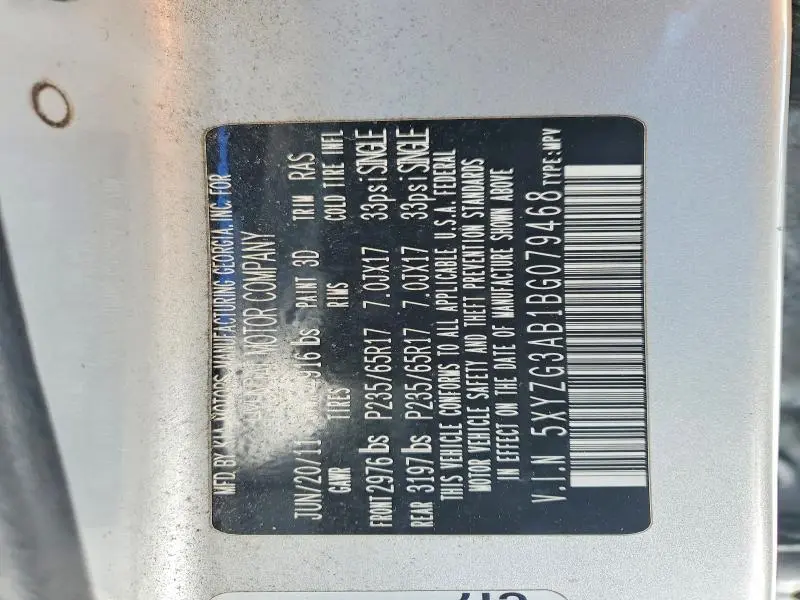 MFD BY KIA MOTORS MANUFACTURING GEORGIA, INC. FOR
MOTOR COMPANY
JUN/20/11 916 lbs PAINT 3D TRIM RAS
GAWR TIRES RIMS COLD TIRE INFL
FRONT 2976 lbs P235/65R17 7.0JX17 33psi SINGLE
REAR 3197 lbs P235/65R17 7.0JX17 33psi SINGLE
THIS VEHICLE CONFORMS TO ALL APPLICABLE U.S.A. FEDERAL
MOTOR VEHICLE SAFETY AND THEFT PREVENTION STANDARDS
IN EFFECT ON THE DATE OF MANUFACTURE SHOWN ABOVE
V.I.N 5XYZG3AB1BG079468 TYPE:MPV